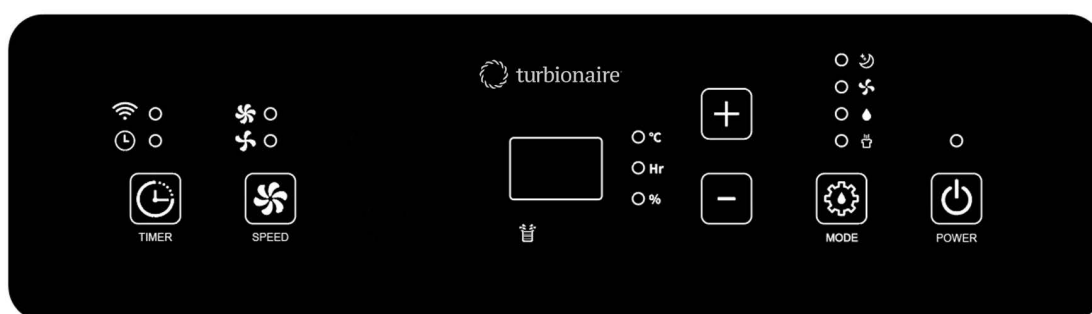 turbionaire
°C
Hr
%
TIMER
SPEED
MODE
POWER